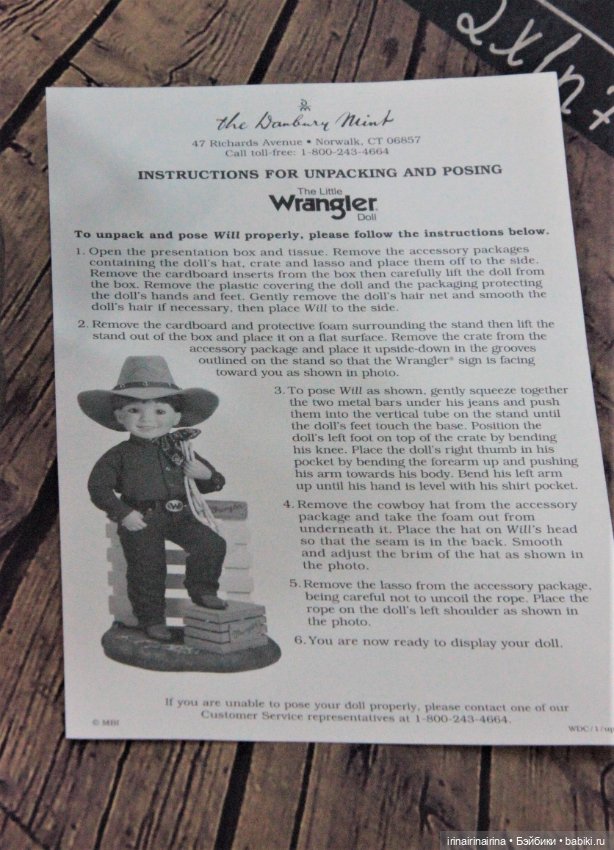 the Danbury Mint
47 Richards Avenue • Norwalk, CT 06857
Call toll-free: 1-800-243-4664
INSTRUCTIONS FOR UNPACKING AND POSING
The Little
Wrangler
Doll
To unpack and pose Will properly, please follow the instructions below.
1. Open the presentation box and tissue. Remove the accessory packages
containing the doll's hat, crate and lasso and place them off to the side.
Remove the cardboard inserts from the box then carefully lift the doll from
the box. Remove the plastic covering the doll and the packaging protecting
the doll's hands and feet. Gently remove the doll's hair net and smooth the
doll's hair if necessary, then place Will to the side.
2. Remove the cardboard and protective foam surrounding the stand then lift the
stand out of the box and place it on a flat surface. Remove the crate from the
accessory package and place it upside-down in the grooves
outlined on the stand so that the Wrangler® sign is facing
toward you as shown in photo.
3. To pose Will as shown, gently squeeze together
the two metal bars under his jeans and push
them into the vertical tube on the stand until
the doll's feet touch the base. Position the
doll's left foot on top of the crate by bending
his knee. Place the doll's right thumb in his
pocket by bending the forearm up and pushing
his arm towards his body. Bend his left arm
up until his hand is level with his shirt pocket.
4. Remove the cowboy hat from the accessory
package and take the foam out from
underneath it. Place the hat on Will's head
so that the seam is in the back. Smooth
and adjust the brim of the hat as shown in
the photo.
5. Remove the lasso from the accessory package,
being careful not to uncoil the rope. Place the
rope on the doll's left shoulder as shown in
the photo.
6. You are now ready to display your doll.
If you are unable to pose your doll properly, please contact one of our
Customer Service representatives at 1-800-243-4664.
© MBI
irinairinairina • Бэйбики • babiki.ru